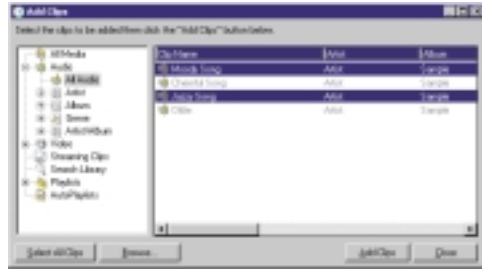 Add Clips
Select the clips to be added then click the "Add Clips" button below.
All Media
Audio
All Audio
Artist
Album
Genre
Artist/Album
Video
Streaming Clips
Search Library
Playlists
AutoPlaylists
Clip Name Artist Album
Moody Song Artist Sample
Cheerful Song Artist Sample
Jazzy Song Artist Sample
Artist Sample
Select All Clips Browse... Add Clips Close